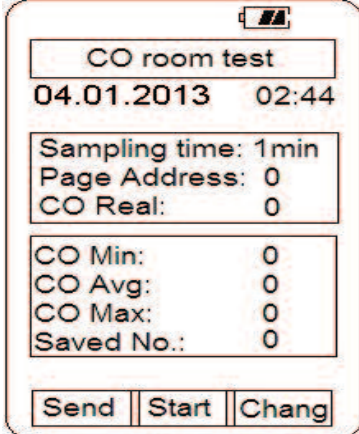 CO room test
04.01.2013 02:44
Sampling time: 1min
Page Address: 0
CO Real: 0
CO Min: 0
CO Avg: 0
CO Max: 0
Saved No.: 0
Send Start Chang